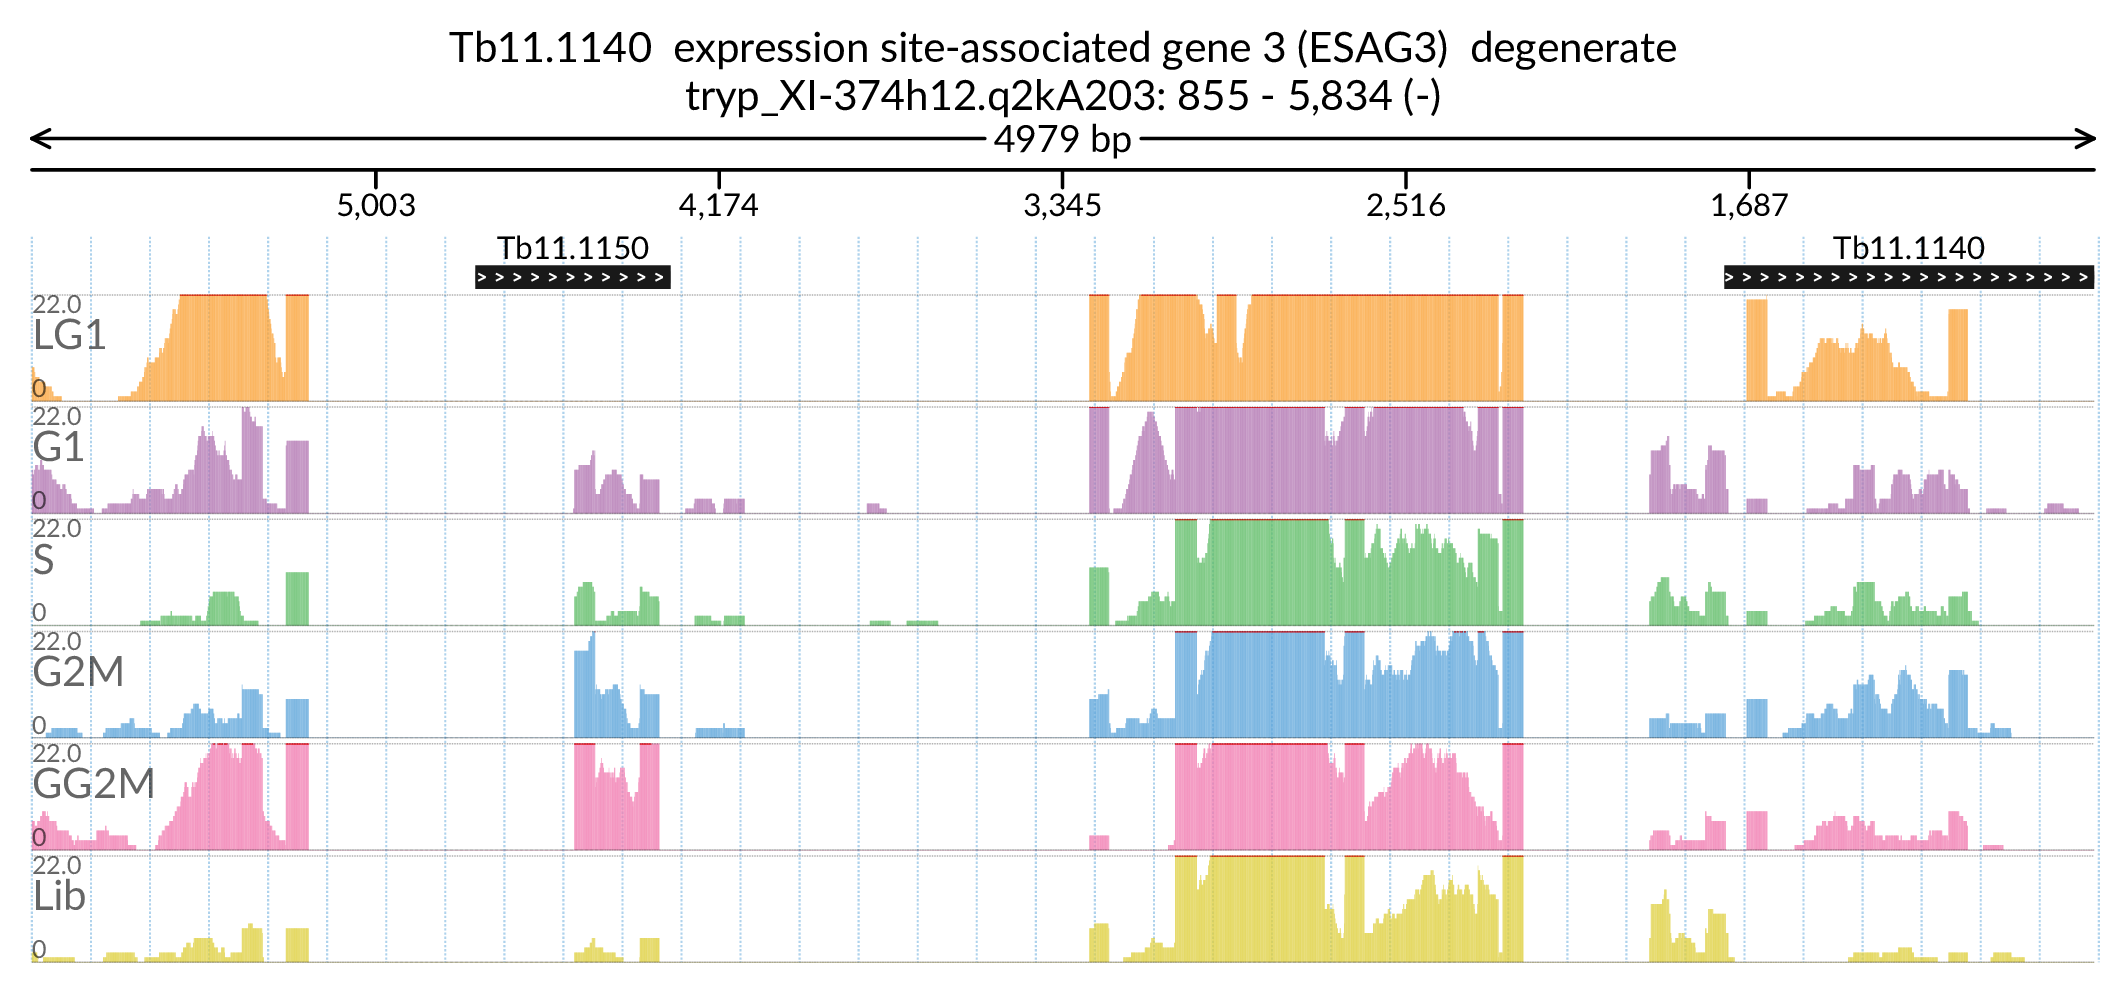 Tb11.1140 expression site-associated gene 3 (ESAG3) degenerate
tryp_XI-374h12.q2kA203: 855 - 5,834 (-)
4979 bp
5,003 4,174 3,345 2,516 1,687
Tb11.1150 Tb11.1140
> > > > > > > > > > > > > > > > > > > > > > > > > > > > > > >
22.0
LG1
0
22.0
G1
0
22.0
S
0
22.0
G2M
0
22.0
GG2M
0
22.0
Lib
0